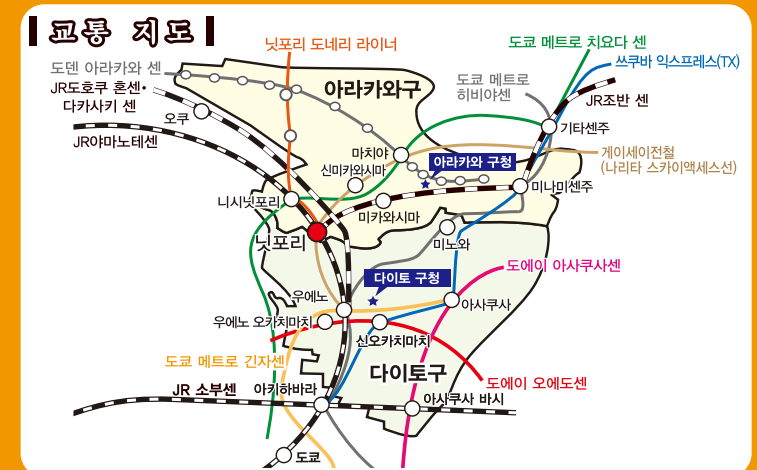 교통 지도
닛포리 도네리 라이너
도쿄 메트로 치요다 센
쓰쿠바 익스프레스(TX)
도덴 아라카와 센
도쿄 메트로
히비야센
JR도호쿠 혼센·
다카사키 센
아라카와구
JR조반 센
오쿠
기타센주
JR야마노테센
마치야
게이세이전철
(나리타 스카이액세스선)
아라카와 구청
신미카와시마
미나미센주
니시닛포리
미카와시마
닛포리
미노와
도에이 아사쿠사센
다이토 구청
우에노
아사쿠사
우에노 오카치마치
신오카치마치
도쿄 메트로 긴자센
다이토구
도에이 오에도센
JR 소부센
아키하바라
아사쿠사 바시
도쿄